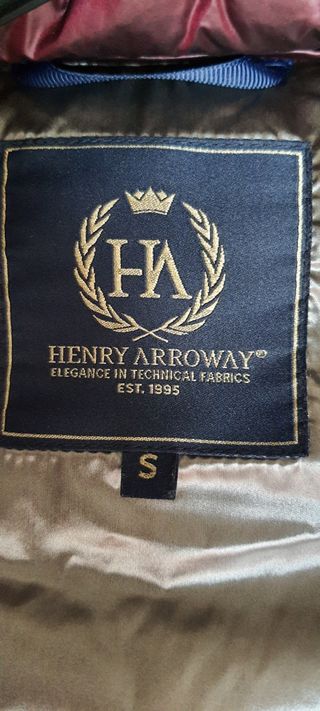 HA
HENRY ARROWAY®
ELEGANCE IN TECHNICAL FABRICS
EST. 1995
S